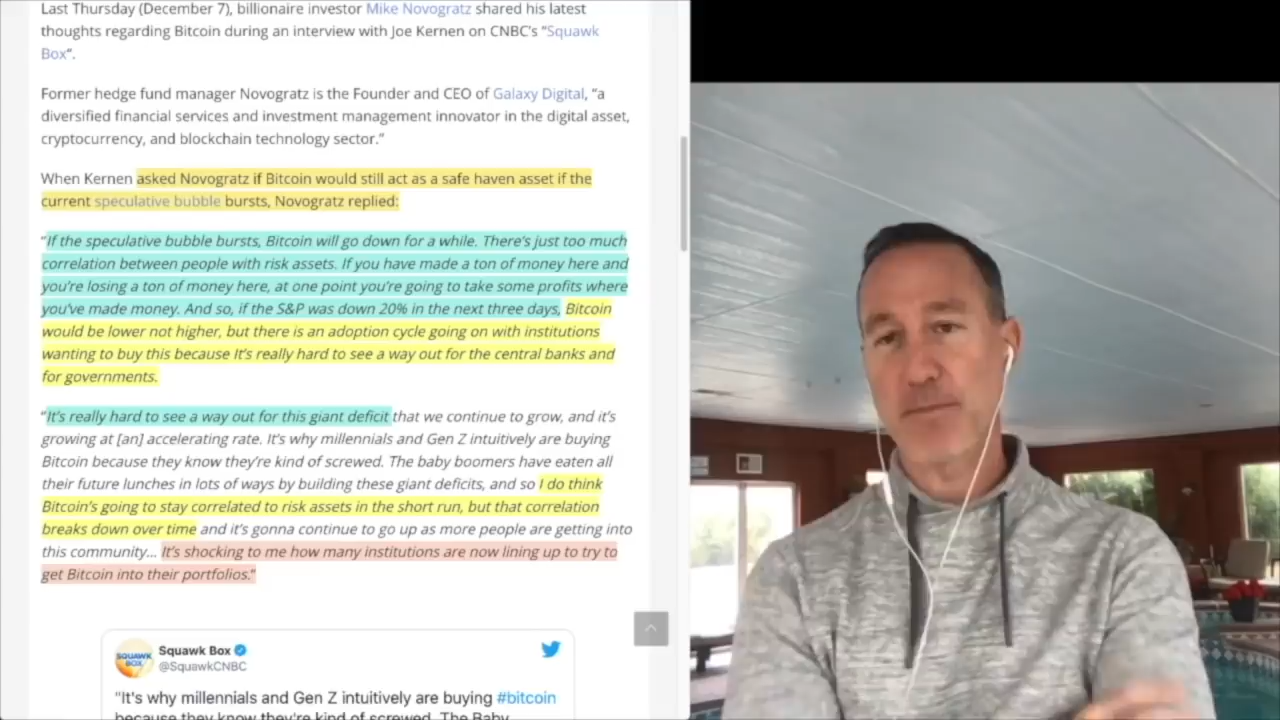 Last Thursday (December 7), billionaire investor Mike Novogratz shared his latest
thoughts regarding Bitcoin during an interview with Joe Kernen on CNBC's "Squawk
Box".
Former hedge fund manager Novogratz is the Founder and CEO of Galaxy Digital, "a
diversified financial services and investment management innovator in the digital asset,
cryptocurrency, and blockchain technology sector."
When Kernen asked Novogratz if Bitcoin would still act as a safe haven asset if the
current speculative bubble bursts, Novogratz replied:
"If the speculative bubble bursts, Bitcoin will go down for a while. There's just too much
correlation between people with risk assets. If you have made a ton of money here and
you're losing a ton of money here, at one point you're going to take some profits where
you've made money. And so, if the S&P was down 20% in the next three days, Bitcoin
would be lower not higher, but there is an adoption cycle going on with institutions
wanting to buy this because It's really hard to see a way out for the central banks and
for governments.
"It's really hard to see a way out for this giant deficit that we continue to grow, and it's
growing at [an] accelerating rate. It's why millennials and Gen Z intuitively are buying
Bitcoin because they know they're kind of screwed. The baby boomers have eaten all
their future lunches in lots of ways by building these giant deficits, and so I do think
Bitcoin's going to stay correlated to risk assets in the short run, but that correlation
breaks down over time and it's gonna continue to go up as more people are getting into
this community... It's shocking to me how many institutions are now lining up to try to
get Bitcoin into their portfolios."
SQUAWK
BOX
Squawk Box
@SquawkCNBC
"It's why millennials and Gen Z intuitively are buying #bitcoin
because they know they're kind of screwed. The Baby